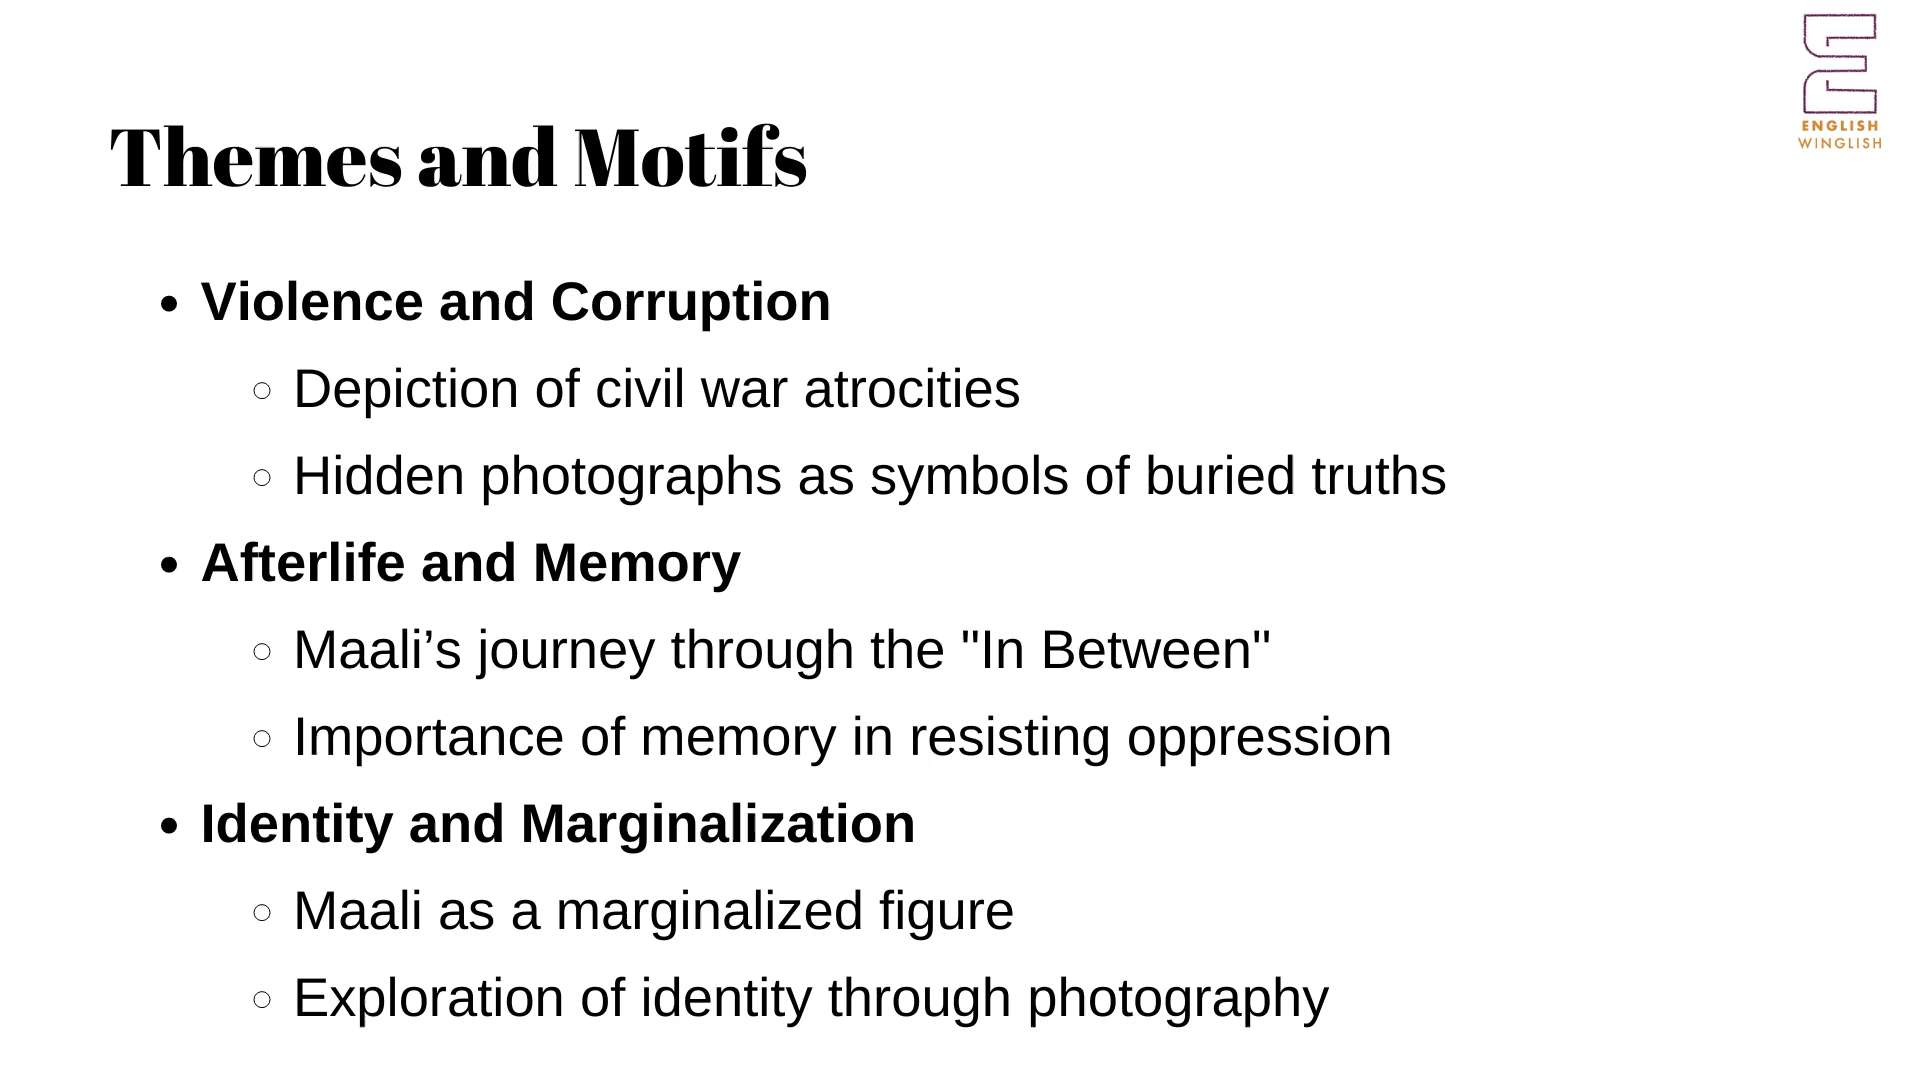 ENGLISH
WINGLISH
Themes and Motifs
• Violence and Corruption
○ Depiction of civil war atrocities
○ Hidden photographs as symbols of buried truths
• Afterlife and Memory
○ Maali’s journey through the "In Between"
○ Importance of memory in resisting oppression
• Identity and Marginalization
○ Maali as a marginalized figure
○ Exploration of identity through photography